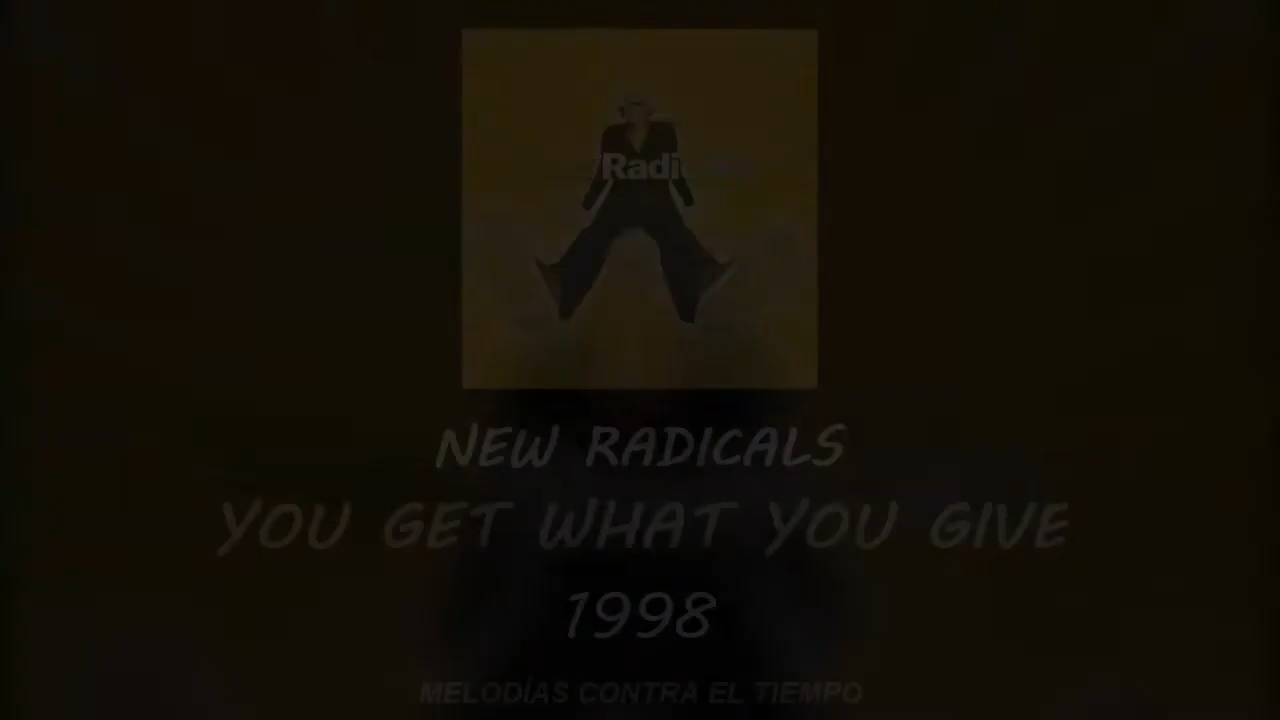 Radi
NEW RADICALS
YOU GET WHAT YOU GIVE
1998
MELODÍAS CONTRA EL TIEMPO